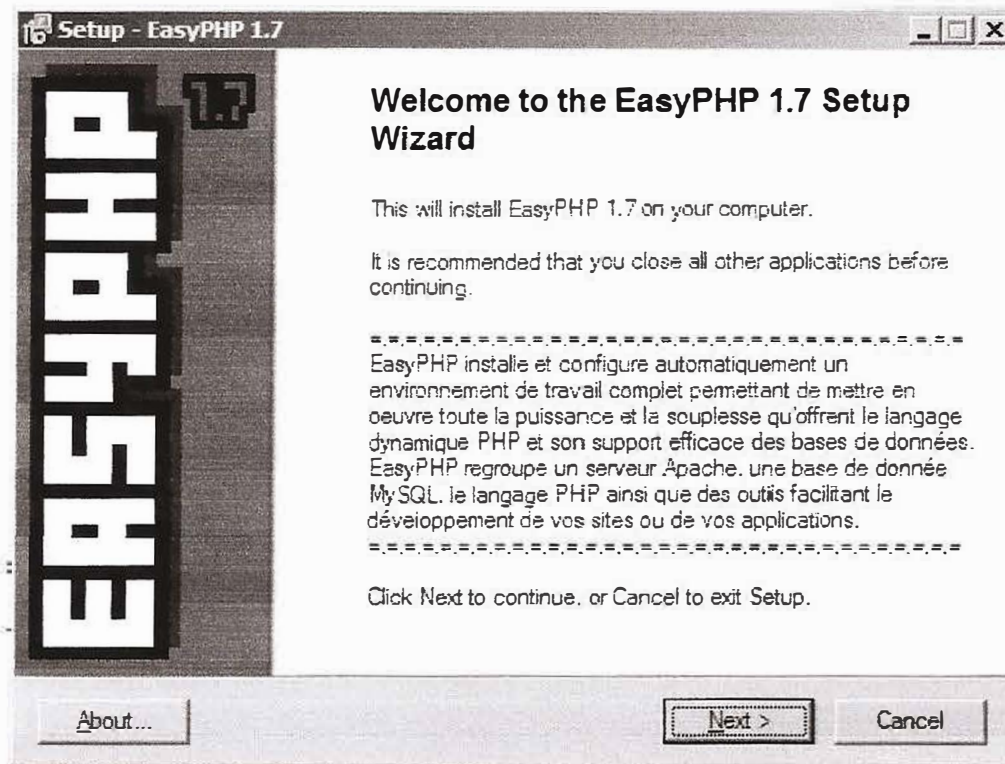 Setup - EasyPHP 1.7
EASYPHP
1.7
Welcome to the EasyPHP 1.7 Setup
Wizard
This will install EasyPHP 1.7 on your computer.
It is recommended that you close all other applications before
continuing.
=.=.=.=.=.=.=.=.=.=.=.=.=.=.=.=.=.=.=.=.=.=.=.=.=
EasyPHP installe et configure automatiquement un
environnement de travail complet permettant de mettre en
oeuvre toute la puissance et la souplesse qu'offrent le langage
dynamique PHP et son support efficace des bases de données.
EasyPHP regroupe un serveur Apache, une base de donnée
MySQL, le langage PHP ainsi que des outils facilitant le
développement de vos sites ou de vos applications.
=.=.=.=.=.=.=.=.=.=.=.=.=.=.=.=.=.=.=.=.=.=.=.=.=
Click Next to continue, or Cancel to exit Setup.
About...
Next >
Cancel